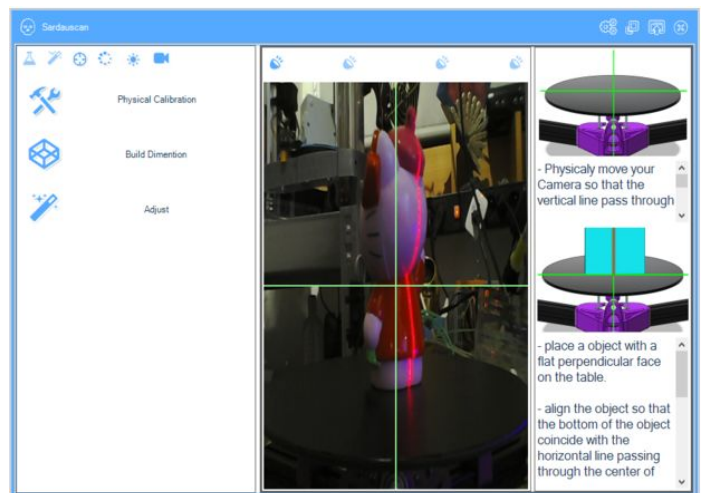 Sardauscan
Physical Calibration
Build Dimention
Adjust
- Physicaly move your
Camera so that the
vertical line pass through
- place a object with a
flat perpendicular face
on the table.
- align the object so that
the bottom of the object
coincide with the
horizontal line passing
through the center of